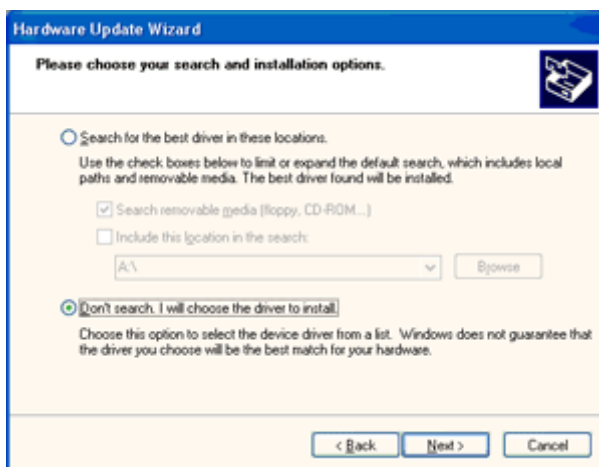 Hardware Update Wizard
Please choose your search and installation options.
Search for the best driver in these locations.
Use the check boxes below to limit or expand the default search, which includes local
paths and removable media. The best driver found will be installed.
Search removable media (floppy, CD-ROM...)
Include this location in the search:
A:\
Browse
Don't search. I will choose the driver to install.
Choose this option to select the device driver from a list. Windows does not guarantee that
the driver you choose will be the best match for your hardware.
< Back
Next >
Cancel